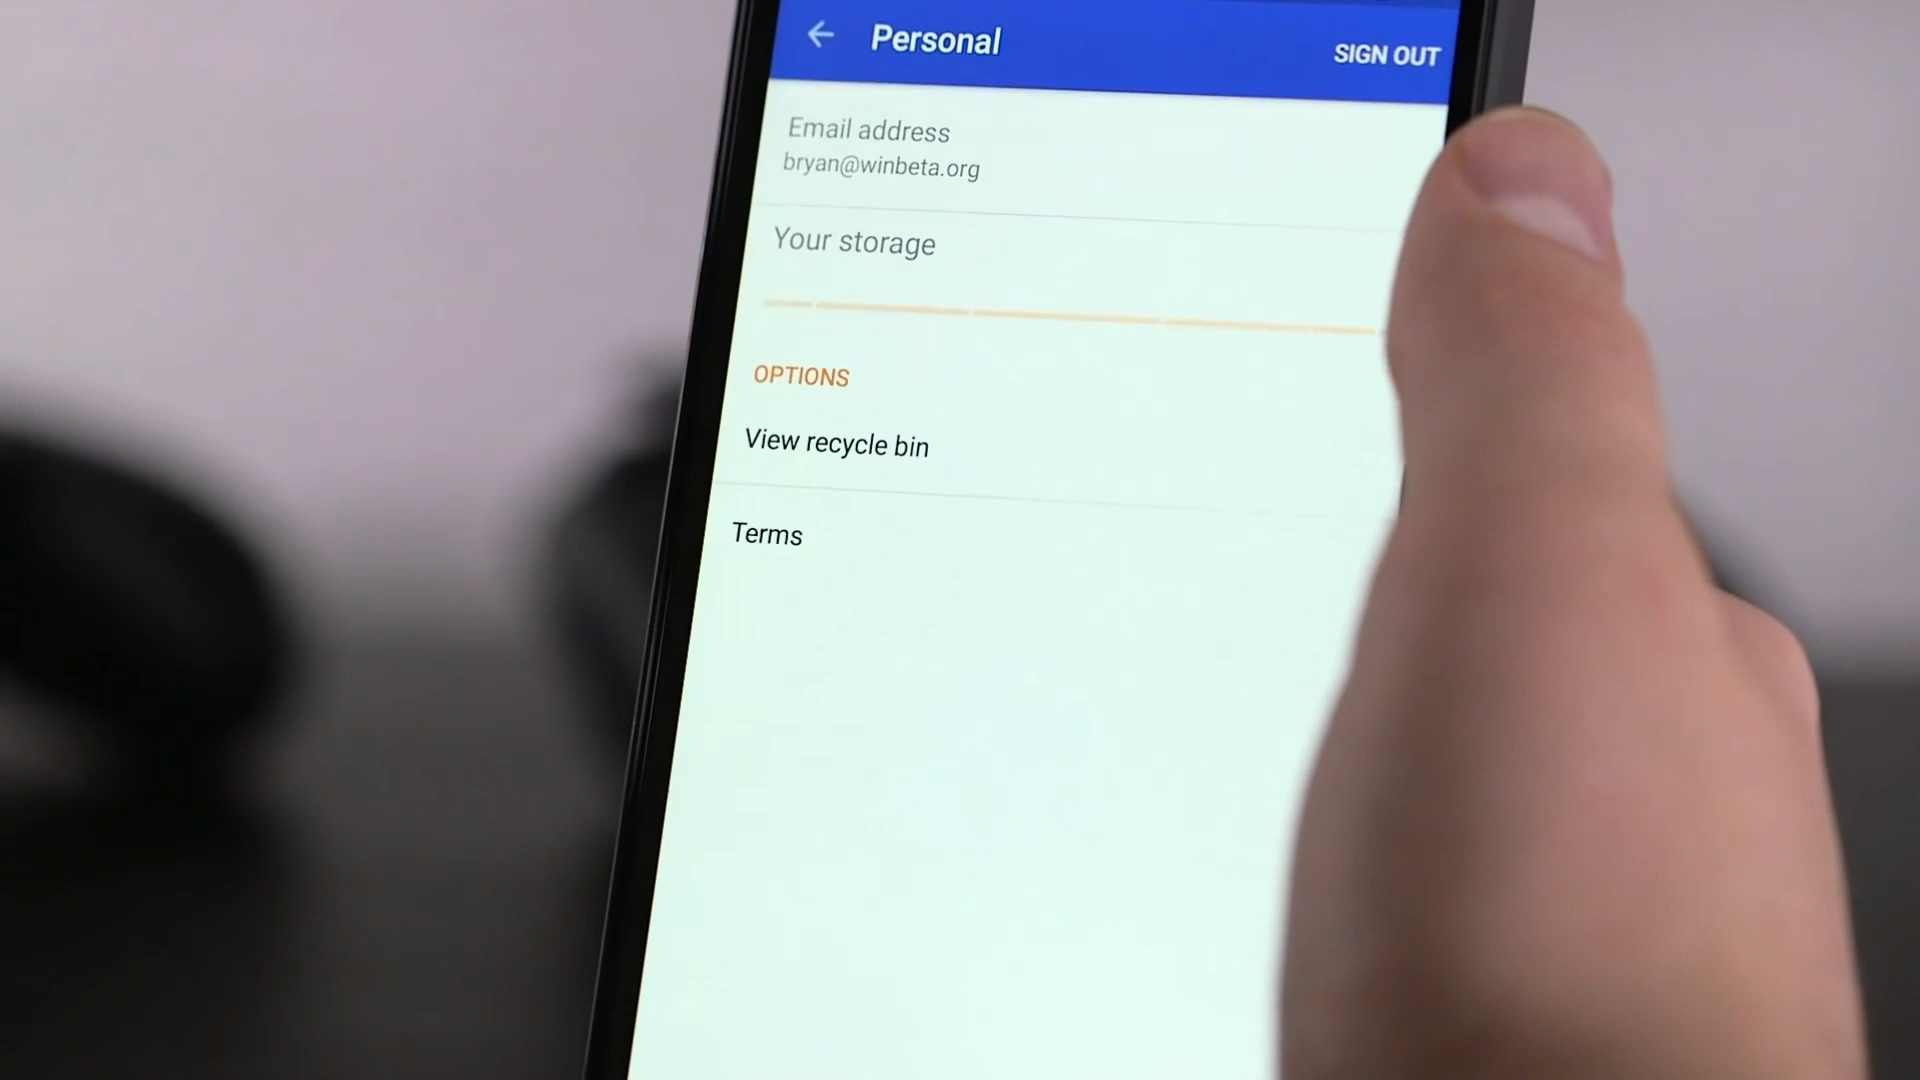 Personal
SIGN OUT
Email address
bryan@winbeta.org
Your storage
OPTIONS
View recycle bin
Terms